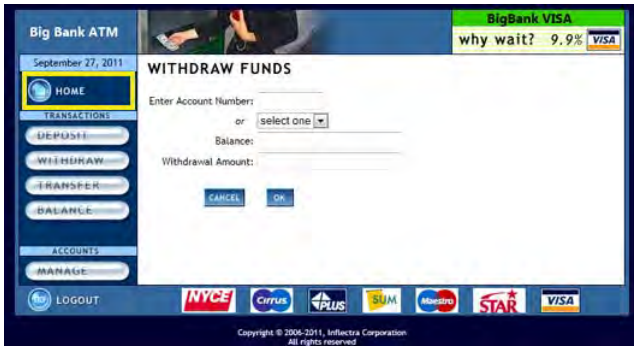 Big Bank ATM
BigBank VISA
why wait? 9.9% VISA
September 27, 2011
HOME
TRANSACTIONS
DEPOSIT
WITHDRAW
TRANSFER
BALANCE
ACCOUNTS
MANAGE
LOGOUT
WITHDRAW FUNDS
Enter Account Number:
or select one
Balance:
Withdrawal Amount:
CANCEL OK
NYCE Cirrus PLUS SUM Maestro STAR VISA
Copyright © 2006-2011, Inflectra Corporation
All rights reserved